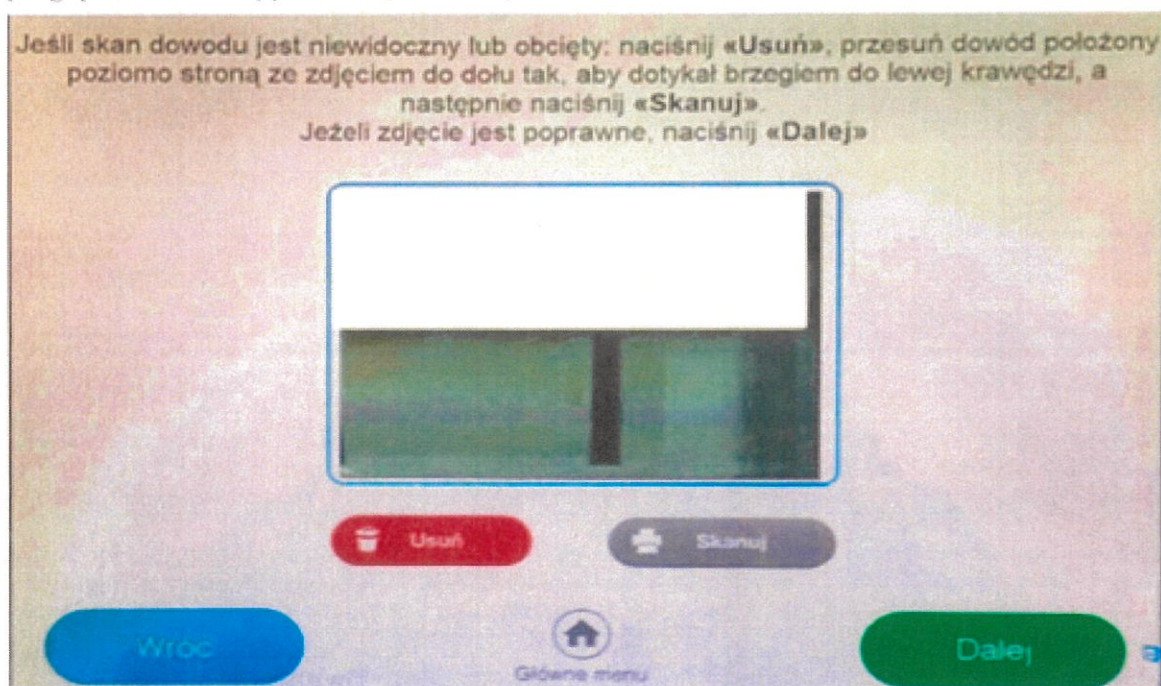 Jeśli skan dowodu jest niewidoczny lub obcięty: naciśnij «Usuń», przesuń dowód położony
poziomo stroną ze zdjęciem do dołu tak, aby dotykał brzegiem do lewej krawędzi, a
następnie naciśnij «Skanuj».
Jeżeli zdjęcie jest poprawne, naciśnij «Dalej»
Usuń
Skanuj
Wróć
Główne menu
Dalej